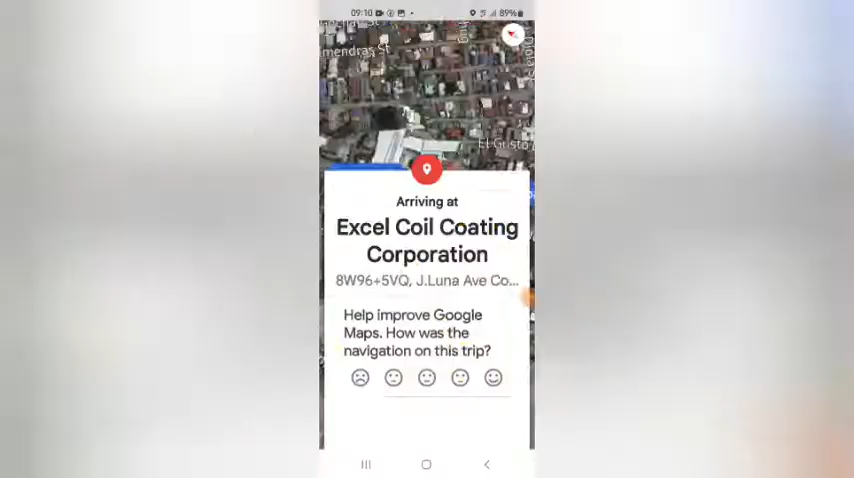 09:10
89%
mendras St
El Gusto
Arriving at
Excel Coil Coating
Corporation
8W96+5VQ, J.Luna Ave Co...
Help improve Google
Maps. How was the
navigation on this trip?